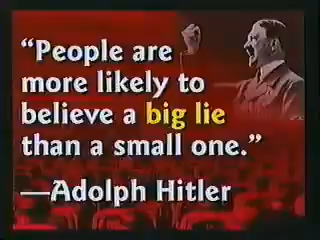 “People are
more likely to
believe a big lie
than a small one.”
—Adolph Hitler